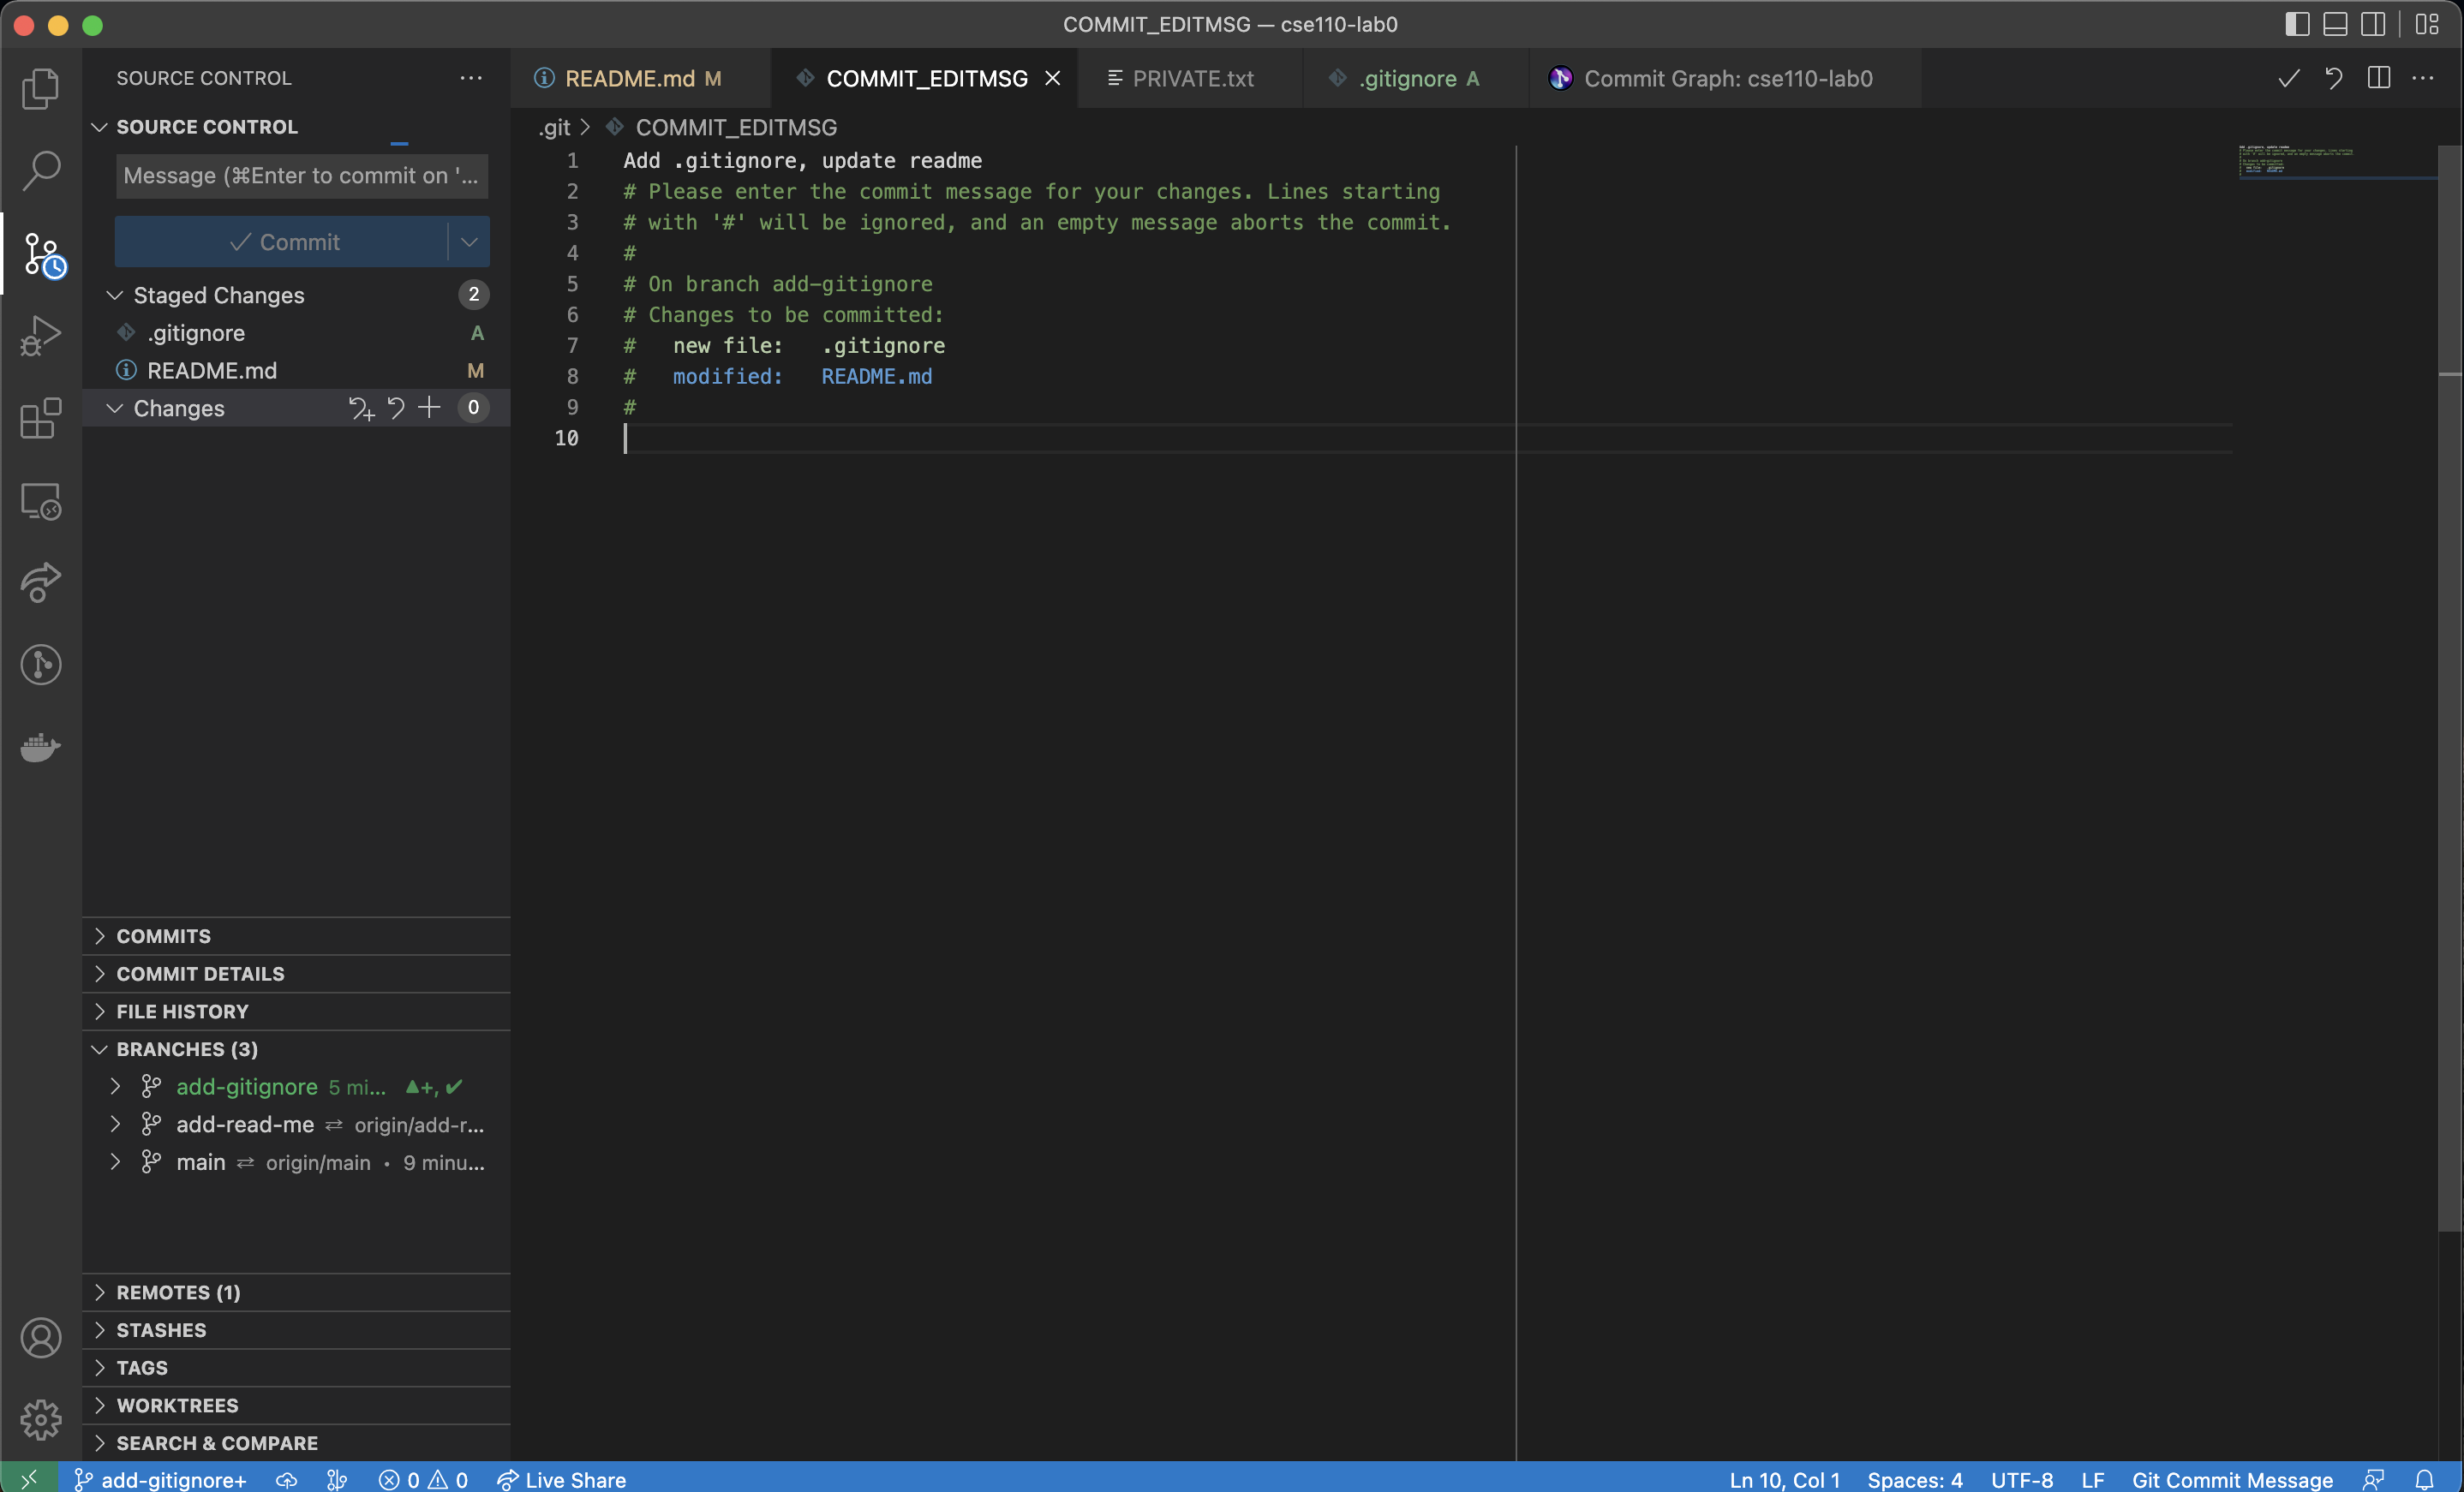 COMMIT_EDITMSG — cse110-lab0
SOURCE CONTROL
README.md M
COMMIT_EDITMSG
PRIVATE.txt
.gitignore A
Commit Graph: cse110-lab0
SOURCE CONTROL
Message (⌘Enter to commit on '...
Commit
Staged Changes 2
.gitignore A
README.md M
Changes 0
.git > COMMIT_EDITMSG
1 Add .gitignore, update readme
2 # Please enter the commit message for your changes. Lines starting
3 # with '#' will be ignored, and an empty message aborts the commit.
4 #
5 # On branch add-gitignore
6 # Changes to be committed:
7 # new file: .gitignore
8 # modified: README.md
9 #
10
COMMITS
COMMIT DETAILS
FILE HISTORY
BRANCHES (3)
add-gitignore 5 mi... ▲+, ✔
add-read-me ⇄ origin/add-r...
main ⇄ origin/main • 9 minu...
REMOTES (1)
STASHES
TAGS
WORKTREES
SEARCH & COMPARE
add-gitignore+ 0 0 Live Share
Ln 10, Col 1 Spaces: 4 UTF-8 LF Git Commit Message